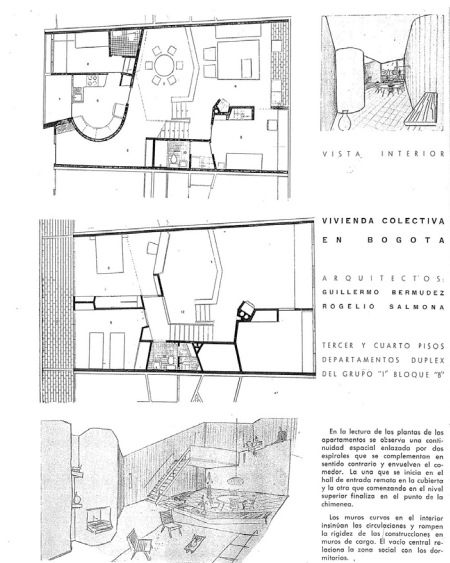 VISTA INTERIOR
VIVIENDA COLECTIVA
EN BOGOTA
ARQUITECTOS:
GUILLERMO BERMUDEZ
ROGELIO SALMONA
TERCER Y CUARTO PISOS
DEPARTAMENTOS DUPLEX
DEL GRUPO "I" BLOQUE "B"
En la lectura de las plantas de los
apartamentos se observa una conti-
nuidad espacial enlazada por dos
espirales que se complementan en
sentido contrario y envuelven el co-
medor. La una que se inicia en el
hall de entrada remata en la cubierta
y la otra que comenzando en el nivel
superior finaliza en el punto de la
chimenea.
Los muros curvos en el interior
insinúan las circulaciones y rompen
la rigidez de las construcciones en
muros de carga. El vacío central re-
laciona la zona social con los dor-
mitorios.